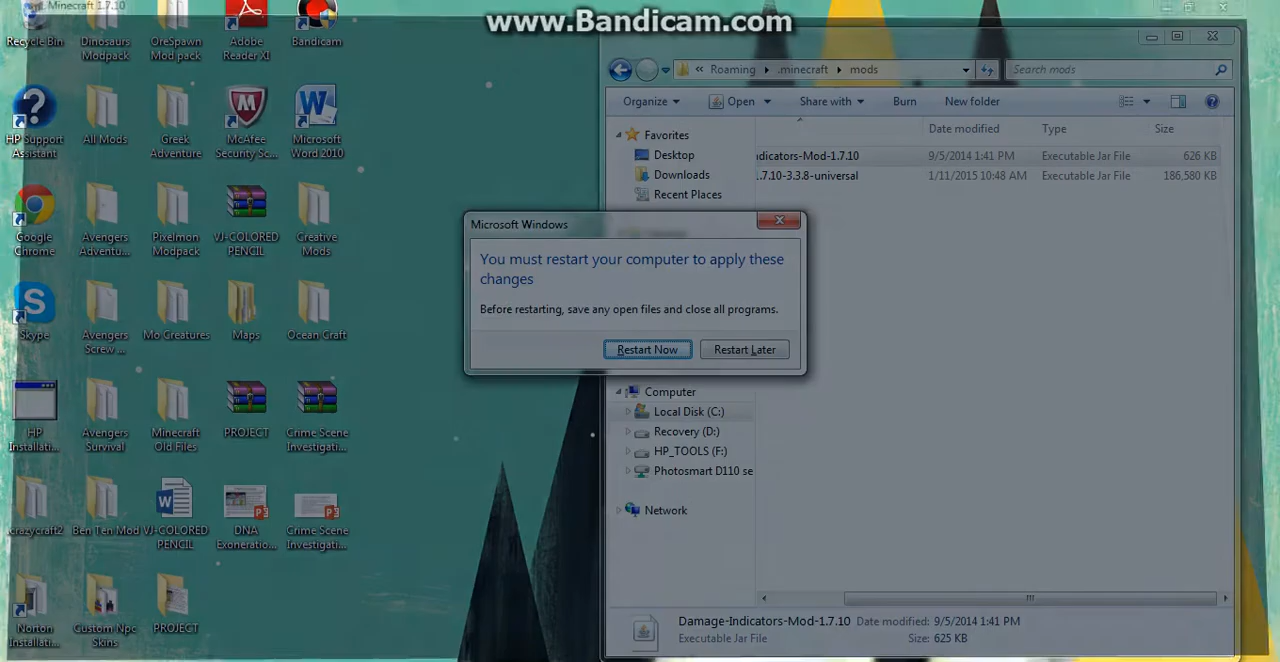 Minecraft 1.7.10
www.Bandicam.com
Recycle Bin
Dinosaurs
Modpack
OreSpawn
Mod pack
Adobe
Reader XI
Bandicam
HP Support
Assistant
All Mods
Greek
Adventure
McAfee
Security Sc...
Microsoft
Word 2010
Google
Chrome
Avengers
Adventu...
Pixelmon
Modpack
VJ-COLORED
PENCIL
Creative
Mods
Skype
Avengers
Screw ...
Mo Creatures
Maps
Ocean Craft
HP
Installati...
Avengers
Survival
Minecraft
Old Files
PROJECT
Crime Scene
Investigati...
crazycraft2
Ben Ten Mod
VJ-COLORED
PENCIL
DNA
Exoneratio...
Crime Scene
Investigati...
Norton
Installati...
Custom Npc
Skins
PROJECT
« Roaming .minecraft mods
Search mods
Organize Open Share with Burn New folder
Date modified Type Size
Favorites
Desktop
Downloads
Recent Places
ndicators-Mod-1.7.10 9/5/2014 1:41 PM Executable Jar File 626 KB
1.7.10-3.3.8-universal 1/11/2015 10:48 AM Executable Jar File 186,580 KB
Microsoft Windows
You must restart your computer to apply these
changes
Before restarting, save any open files and close all programs.
Restart Now Restart Later
Computer
Local Disk (C:)
Recovery (D:)
HP_TOOLS (F:)
Photosmart D110 se
Network
Damage-Indicators-Mod-1.7.10 Date modified: 9/5/2014 1:41 PM
Executable Jar File Size: 625 KB